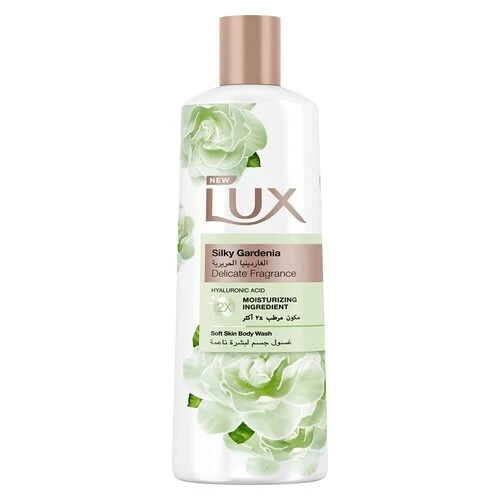 NEW
LUX
Silky Gardenia
الغاردينيا الحريرية
Delicate Fragrance
HYALURONIC ACID
2X MOISTURIZING
INGREDIENT
مكون مرطب ٢x أكثر
Soft Skin Body Wash
غسول جسم لبشرة ناعمة